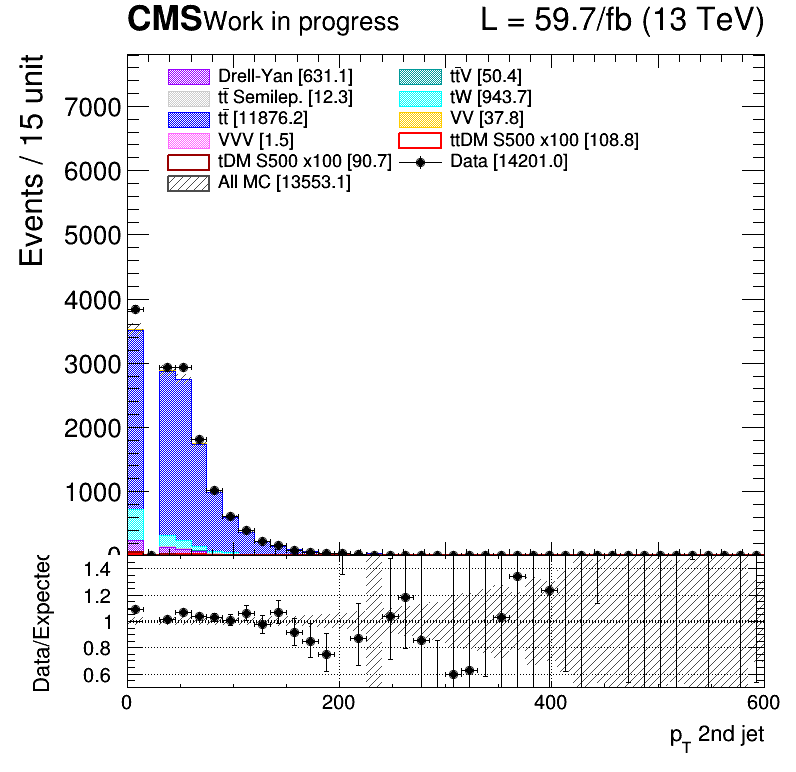 CMS Work in progress L = 59.7/fb (13 TeV)
Events / 15 unit
Drell-Yan [631.1] tt̄V [50.4]
tt̄ Semilep. [12.3] tW [943.7]
tt̄ [11876.2] VV [37.8]
VVV [1.5] ttDM S500 x100 [108.8]
tDM S500 x100 [90.7] Data [14201.0]
All MC [13553.1]
7000
6000
5000
4000
3000
2000
1000
0
Data/Expected
1.4
1.2
1
0.8
0.6
0 200 400 600
p_T 2nd jet